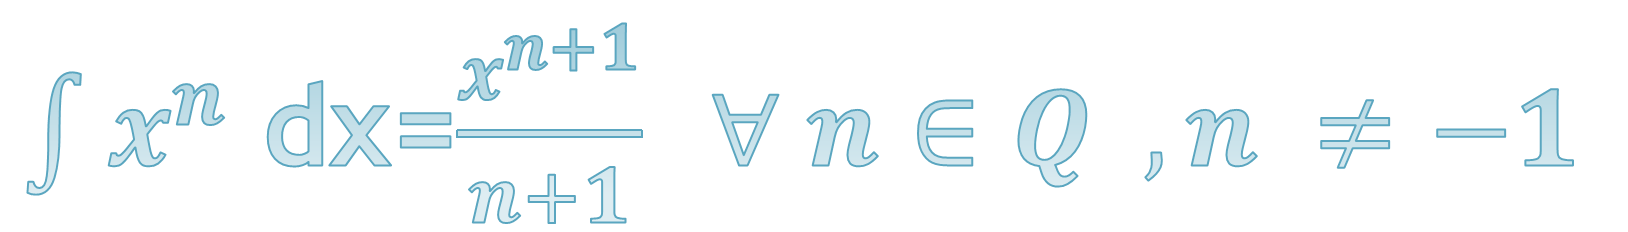 ∫ xⁿ dx = xⁿ⁺¹/n+1 ∀ n ∈ Q , n ≠ −1